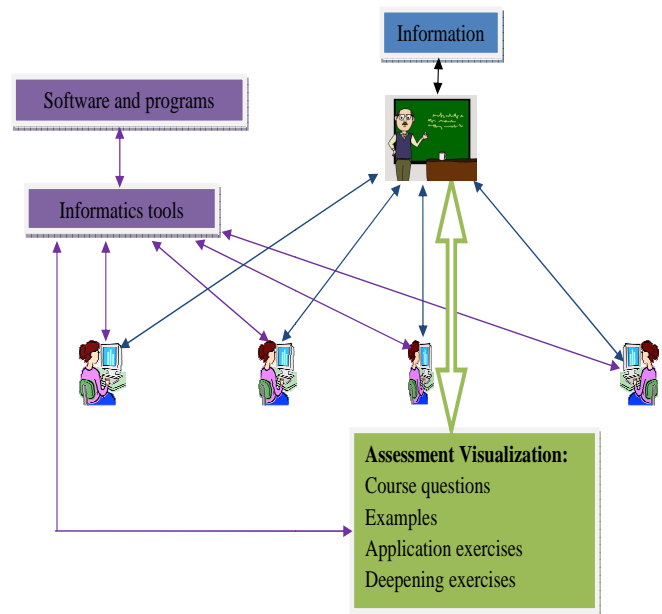 Information
Software and programs
Informatics tools
Assessment Visualization:
Course questions
Examples
Application exercises
Deepening exercises